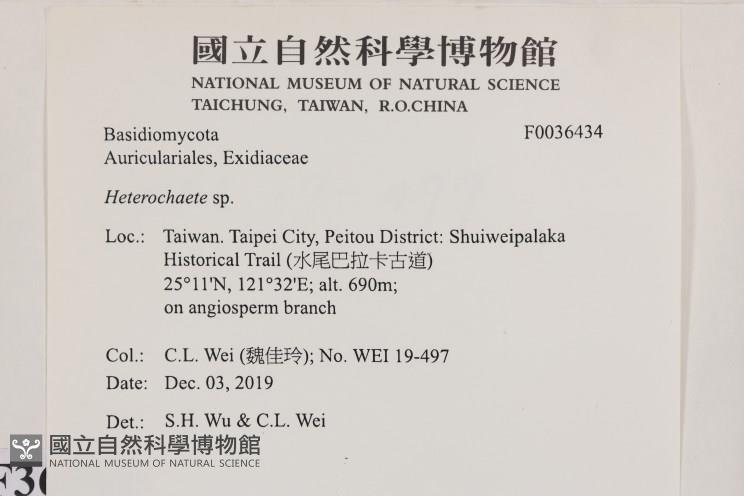 國立自然科學博物館
NATIONAL MUSEUM OF NATURAL SCIENCE
TAICHUNG, TAIWAN, R.O.CHINA
Basidiomycota F0036434
Auriculariales, Exidiaceae
Heterochaete sp.
Loc.: Taiwan. Taipei City, Peitou District: Shuiweipalaka
Historical Trail (水尾巴拉卡古道)
25°11'N, 121°32'E; alt. 690m;
on angiosperm branch
Col.: C.L. Wei (魏佳玲); No. WEI 19-497
Date: Dec. 03, 2019
Det.: S.H. Wu & C.L. Wei
國立自然科學博物館
NATIONAL MUSEUM OF NATURAL SCIENCE